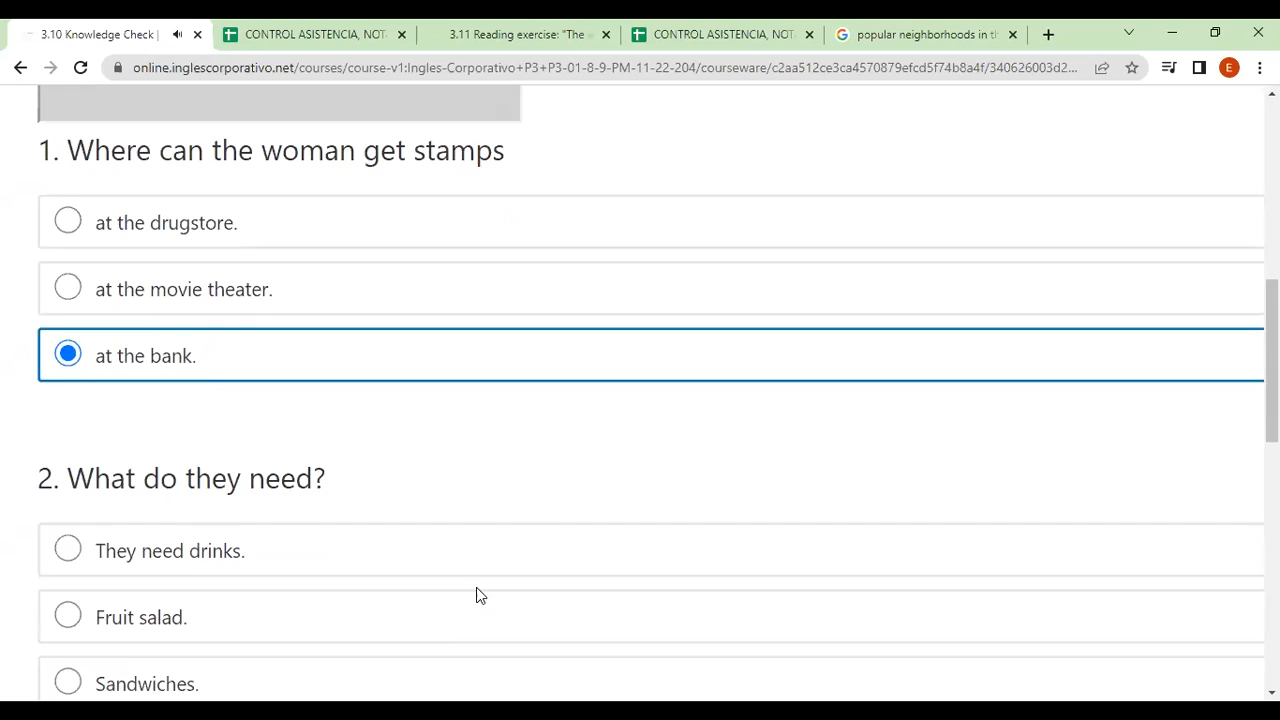 3.10 Knowledge Check |
CONTROL ASISTENCIA, NOT
3.11 Reading exercise: "The
CONTROL ASISTENCIA, NOT
popular neighborhoods in t
online.inglescorporativo.net/courses/course-v1:Ingles-Corporativo+P3+P3-01-8-9-PM-11-22-204/courseware/c2aa512ce3ca4570879efcd5f74b8a4f/340626003d2...
E
1. Where can the woman get stamps
at the drugstore.
at the movie theater.
at the bank.
2. What do they need?
They need drinks.
Fruit salad.
Sandwiches.